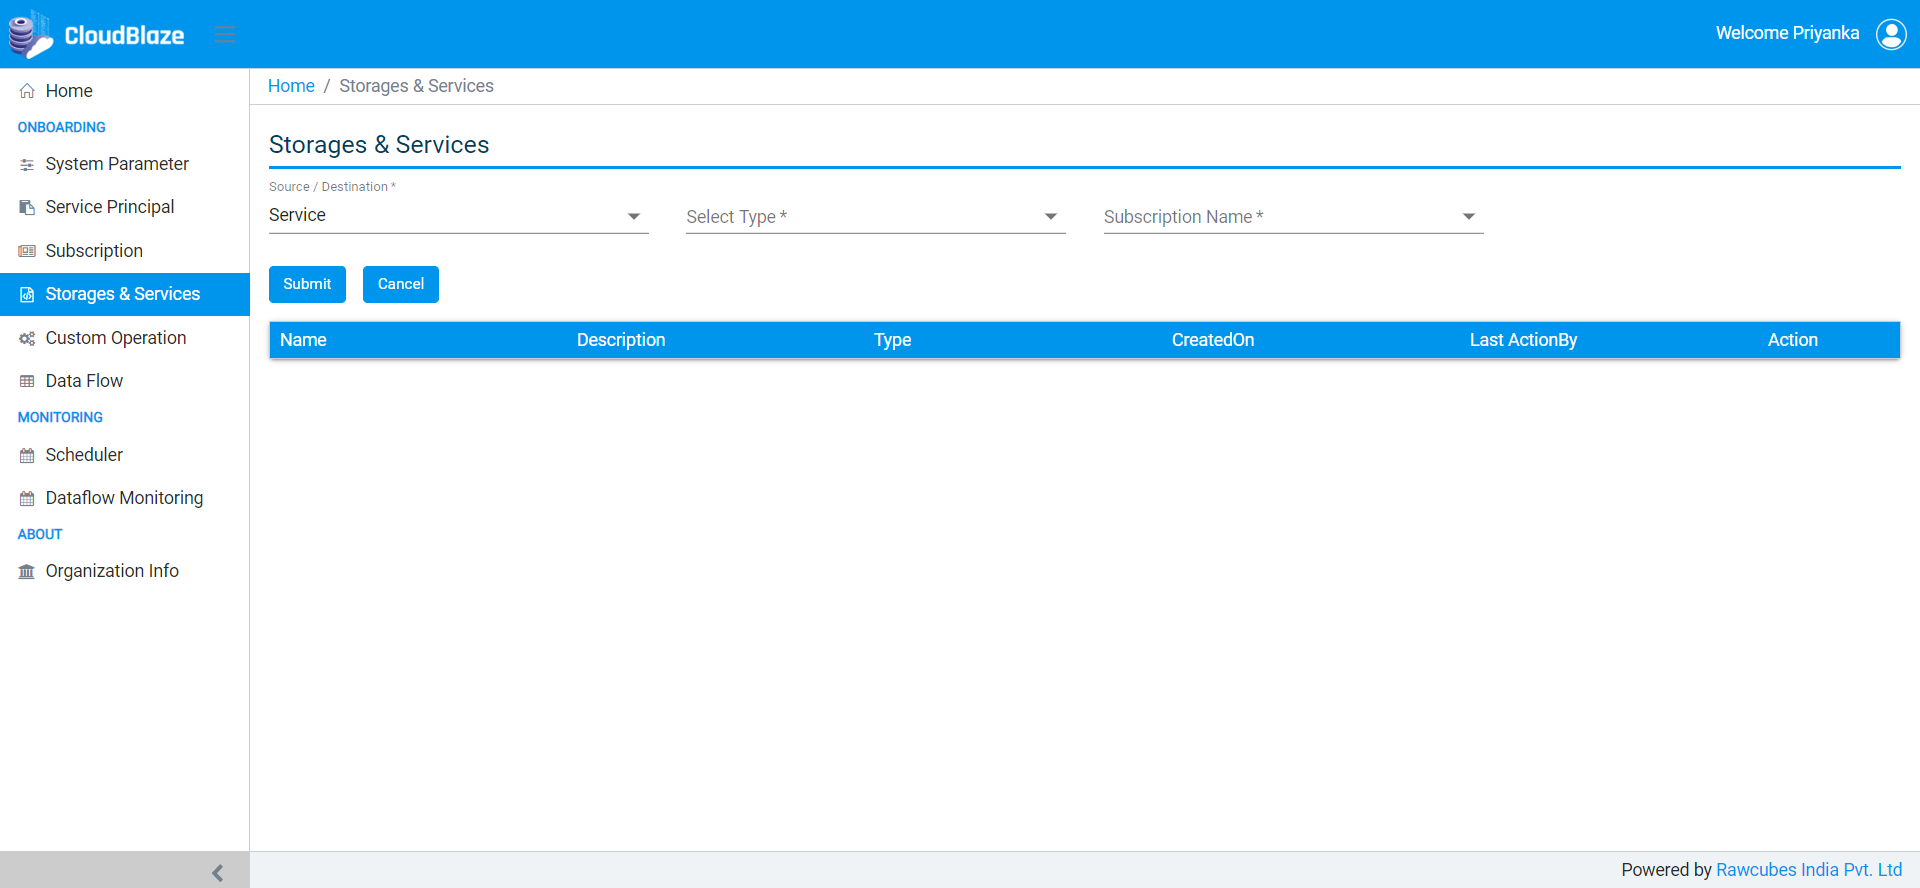 CloudBlaze
Welcome Priyanka
Home
ONBOARDING
System Parameter
Service Principal
Subscription
Storages & Services
Custom Operation
Data Flow
MONITORING
Scheduler
Dataflow Monitoring
ABOUT
Organization Info
Home / Storages & Services
Storages & Services
Source / Destination *
Service
Select Type *
Subscription Name *
Submit
Cancel
Name Description Type CreatedOn Last ActionBy Action
Powered by Rawcubes India Pvt. Ltd